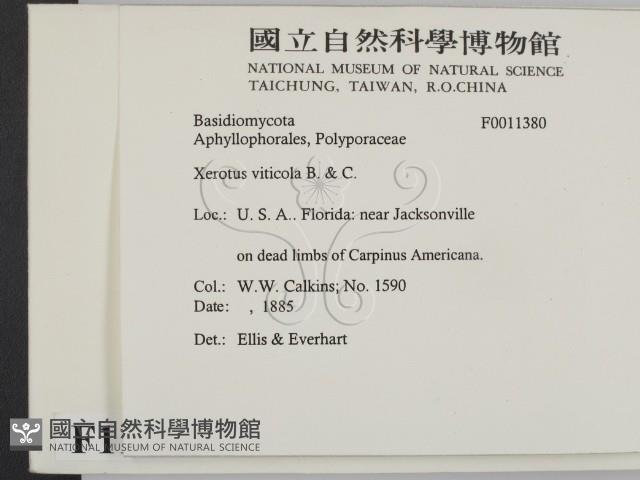 國立自然科學博物館
NATIONAL MUSEUM OF NATURAL SCIENCE
TAICHUNG, TAIWAN, R.O.CHINA
Basidiomycota F0011380
Aphyllophorales, Polyporaceae
Xerotus viticola B. & C.
Loc.: U. S. A.. Florida: near Jacksonville
on dead limbs of Carpinus Americana.
Col.: W.W. Calkins; No. 1590
Date: , 1885
Det.: Ellis & Everhart
國立自然科學博物館
NATIONAL MUSEUM OF NATURAL SCIENCE
F1